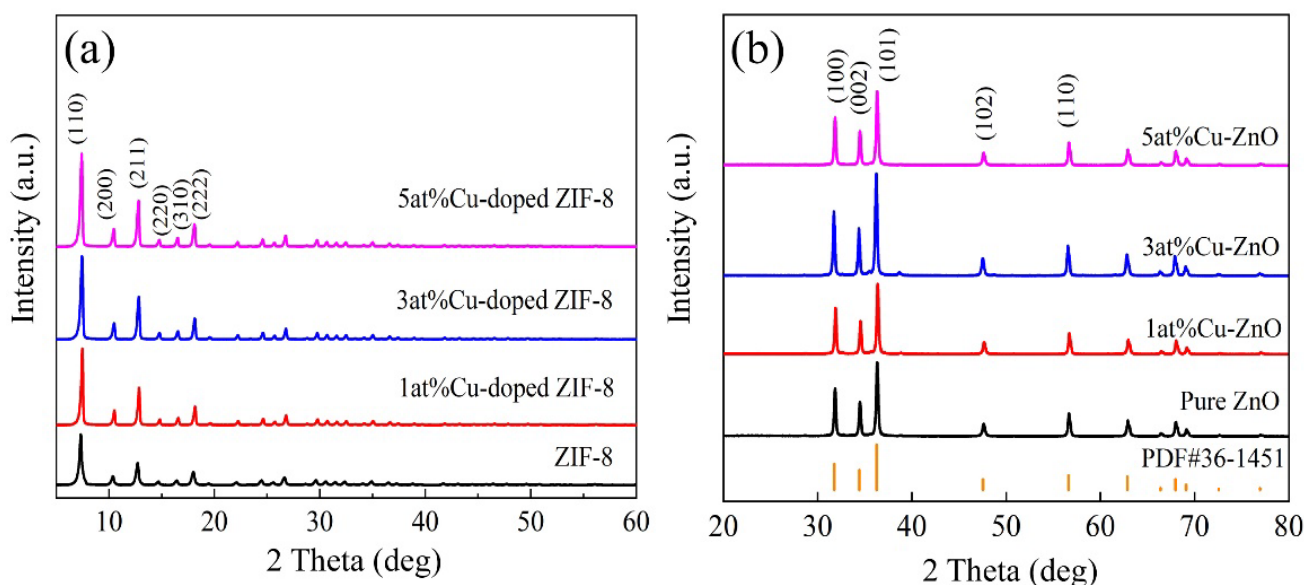 (a)
(110)
(200)
(211)
(220)
(310)
(222)
5at%Cu-doped ZIF-8
3at%Cu-doped ZIF-8
1at%Cu-doped ZIF-8
ZIF-8
Intensity (a.u.)
10 20 30 40 50 60
2 Theta (deg)
(b)
(100)
(002)
(101)
(102)
(110)
5at%Cu-ZnO
3at%Cu-ZnO
1at%Cu-ZnO
Pure ZnO
PDF#36-1451
Intensity (a.u.)
20 30 40 50 60 70 80
2 Theta (deg)